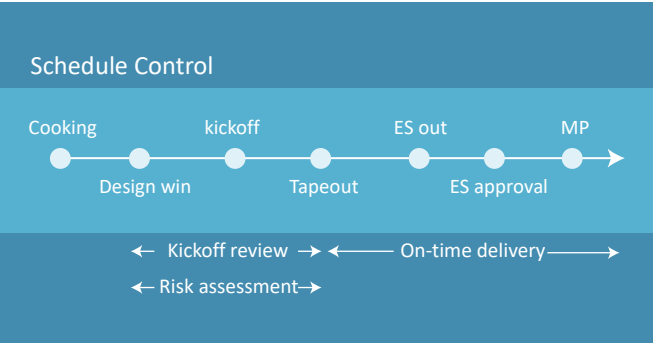 Schedule Control
Cooking
kickoff
ES out
MP
Design win
Tapeout
ES approval
Kickoff review
On-time delivery
Risk assessment